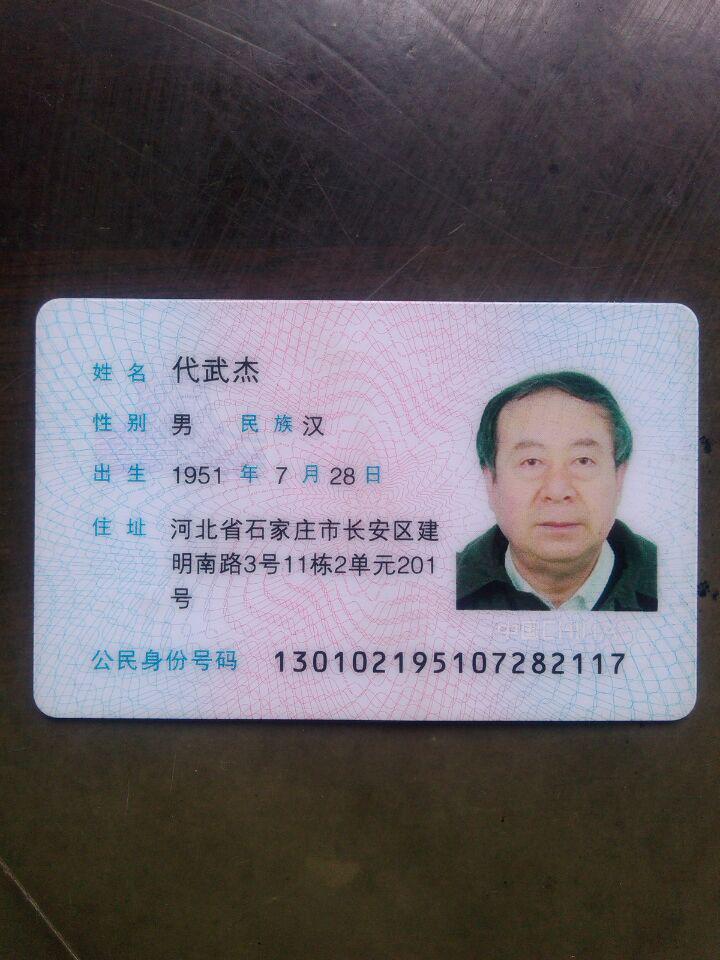 姓名 代武杰
性别 男 民族 汉
出生 1951 年 7 月 28 日
住址 河北省石家庄市长安区建
明南路3号11栋2单元201
号
中国CHINA
公民身份号码 130102195107282117